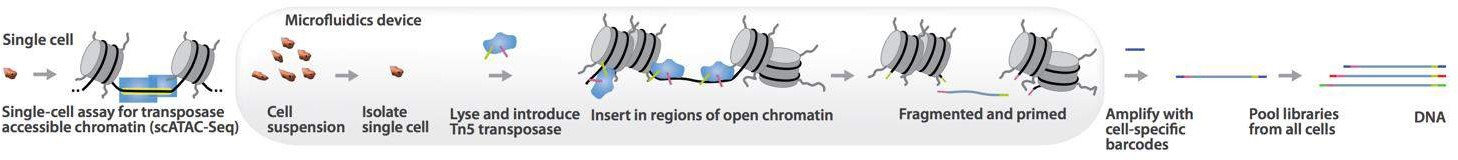 Microfluidics device
Single cell
Single-cell assay for transposase
accessible chromatin (scATAC-Seq)
Cell
suspension
Isolate
single cell
Lyse and introduce
Tn5 transposase
Insert in regions of open chromatin
Fragmented and primed
Amplify with
cell-specific
barcodes
Pool libraries
from all cells
DNA